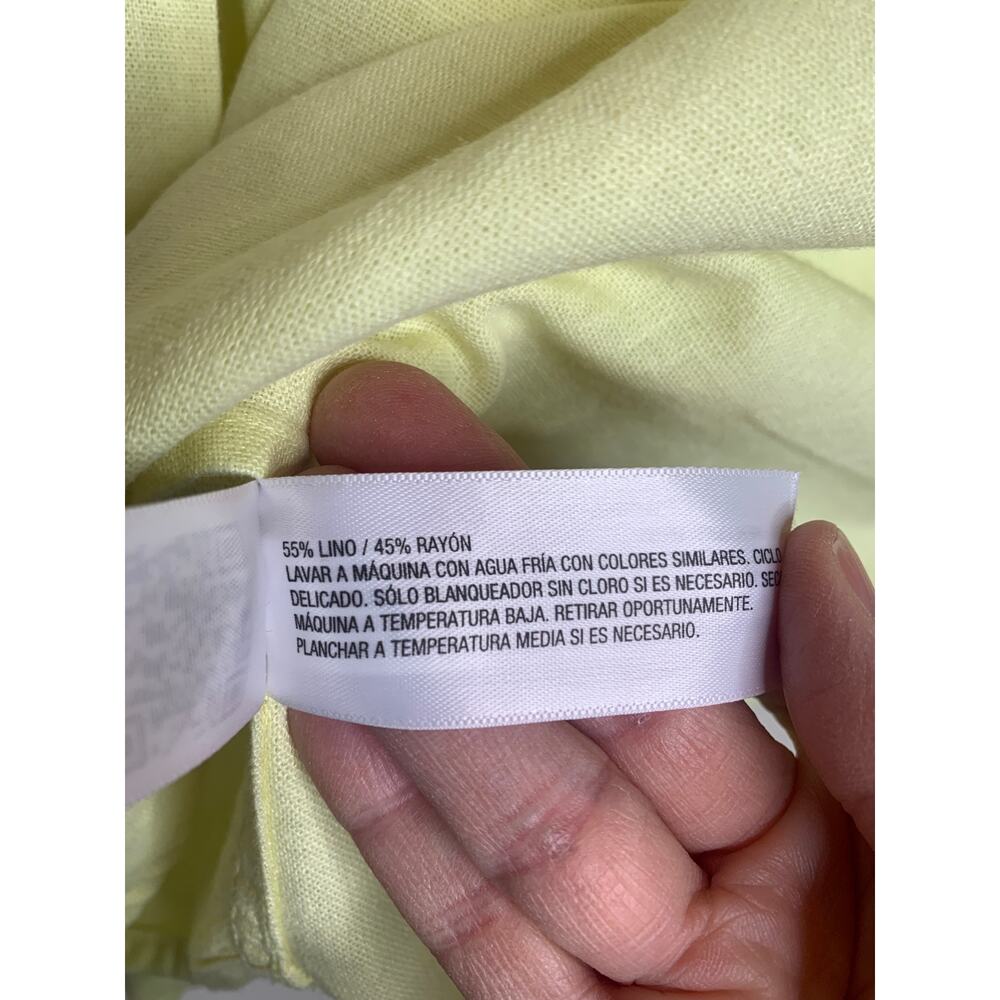 55% LINO / 45% RAYÓN
LAVAR A MÁQUINA CON AGUA FRÍA CON COLORES SIMILARES. CICLO
DELICADO. SÓLO BLANQUEADOR SIN CLORO SI ES NECESARIO.
MÁQUINA A TEMPERATURA BAJA. RETIRAR OPORTUNAMENTE.
PLANCHAR A TEMPERATURA MEDIA SI ES NECESARIO.